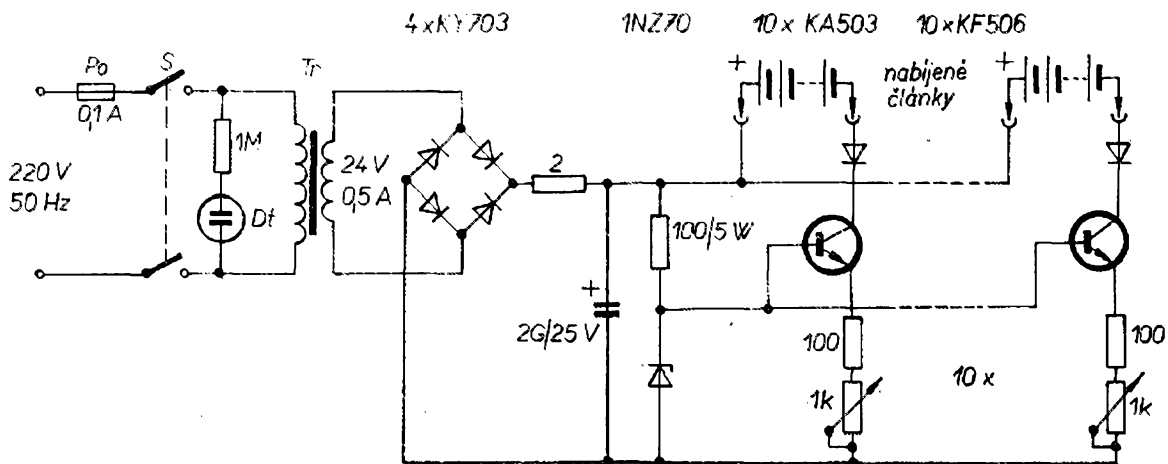 4xKY703 1NZ70 10x KA503 10xKF506
Po S Tr
0,1 A
nabíjené
články
+ +
1M
220 V
50 Hz
24 V
0,5 A
2
Dt
100/5 W
+
2G/25 V
100 100
10 x
1k 1k